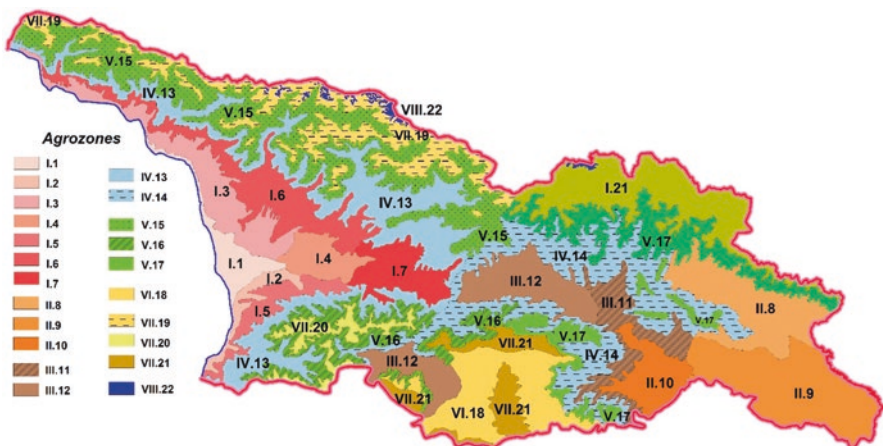 VII.19
V.15
IV.13
V.15
VIII.22
VII.19
Agrozones
I.1
I.2
I.3
I.4
I.5
I.6
I.7
II.8
II.9
II.10
III.11
III.12
IV.13
IV.14
V.15
V.16
V.17
VI.18
VII.19
VII.20
VII.21
VIII.22
I.3
I.6
IV.13
I.21
V.15
V.17
IV.14
I.1
I.4
I.2
I.7
III.12
III.11
II.8
I.5
VII.20
V.16
V.16
V.17
V.17
IV.13
III.12
VII.21
IV.14
VII.21
VI.18
VII.21
II.10
II.9
V.17